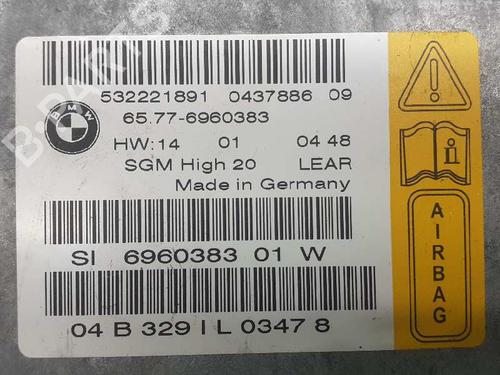 532221891 0437886 09
65.77-6960383
BMW
HW:14 01 04 48
SGM High 20 LEAR
Made in Germany
SI 6960383 01 W
04 B 329 I L 0347 8
i
AIRBAG
B-PARTS